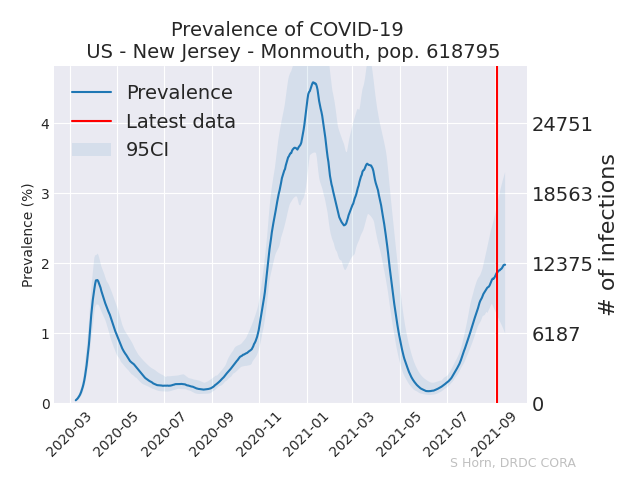 Prevalence of COVID-19
US - New Jersey - Monmouth, pop. 618795
Prevalence
Latest data
95CI
Prevalence (%)
4
3
2
1
0
24751
18563
12375
6187
0
# of infections
2020-03
2020-05
2020-07
2020-09
2020-11
2021-01
2021-03
2021-05
2021-07
2021-09
S Horn, DRDC CORA